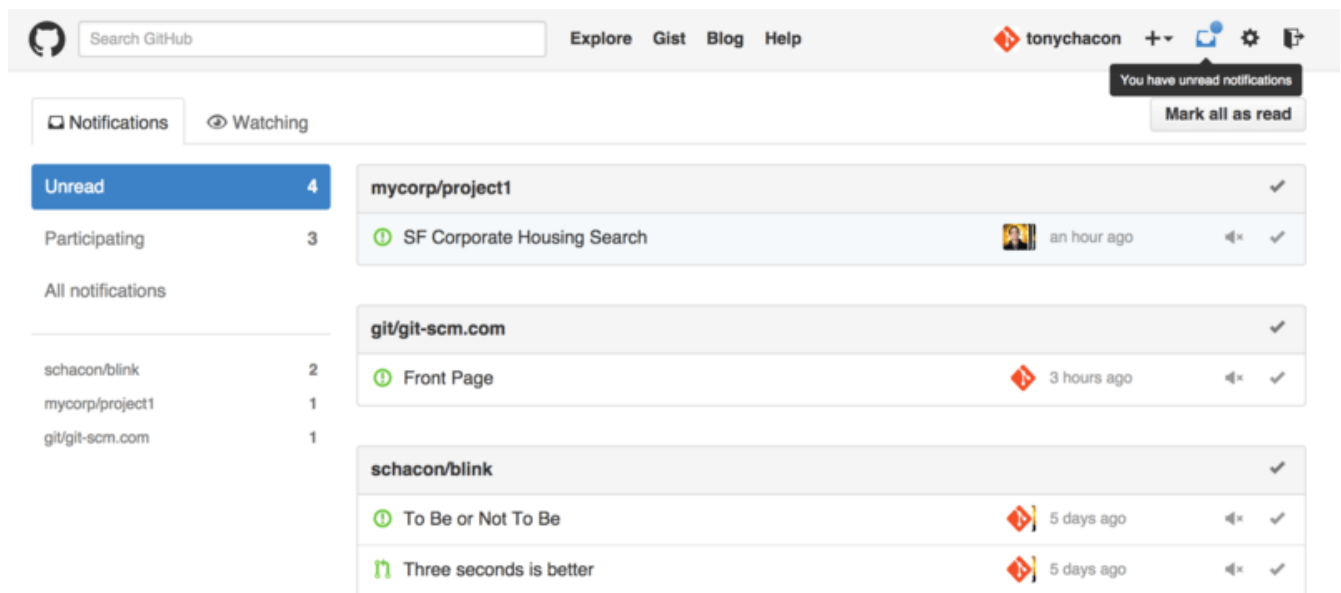 Search GitHub Explore Gist Blog Help tonychacon
You have unread notifications
Notifications Watching Mark all as read
Unread 4
Participating 3
All notifications
schacon/blink 2
mycorp/project1 1
git/git-scm.com 1
mycorp/project1
SF Corporate Housing Search an hour ago
git/git-scm.com
Front Page 3 hours ago
schacon/blink
To Be or Not To Be 5 days ago
Three seconds is better 5 days ago